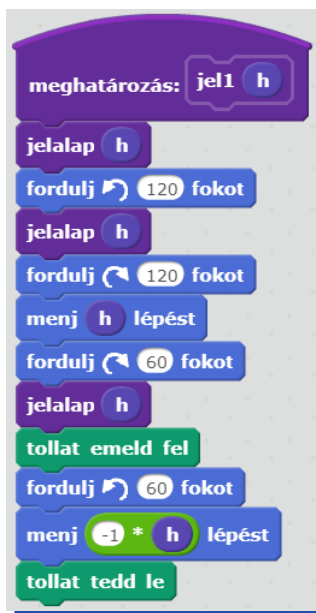 meghatározás: jel1 h
jelalap h
fordulj ↶ 120 fokot
jelalap h
fordulj ↷ 120 fokot
menj h lépést
fordulj ↷ 60 fokot
jelalap h
tollat emeld fel
fordulj ↶ 60 fokot
menj -1 * h lépést
tollat tedd le